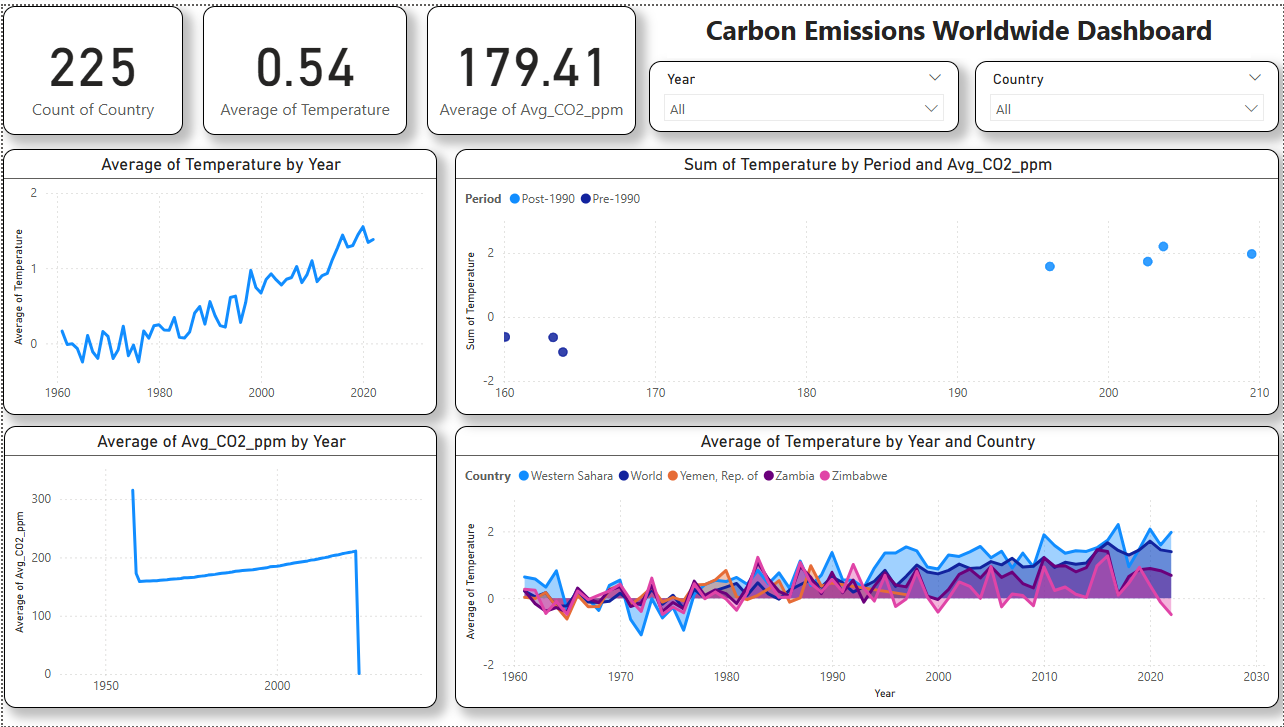 225
Count of Country
0.54
Average of Temperature
179.41
Average of Avg_CO2_ppm
Carbon Emissions Worldwide Dashboard
Year
All
Country
All
Average of Temperature by Year
Average of Temperature
2
1
0
1960 1980 2000 2020
Sum of Temperature by Period and Avg_CO2_ppm
Period Post-1990 Pre-1990
Sum of Temperature
2
0
-2
160 170 180 190 200 210
Average of Avg_CO2_ppm by Year
Average of Avg_CO2_ppm
300
200
100
0
1950 2000
Average of Temperature by Year and Country
Country Western Sahara World Yemen, Rep. of Zambia Zimbabwe
Average of Temperature
2
0
-2
1960 1970 1980 1990 2000 2010 2020 2030
Year